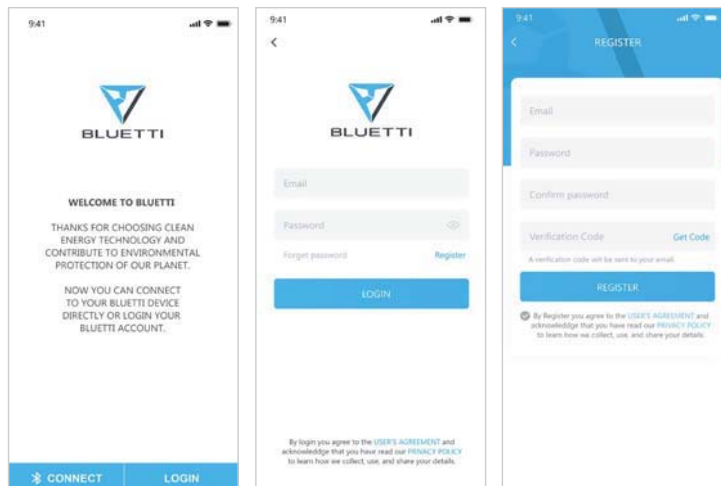 9:41
BLUETTI
WELCOME TO BLUETTI
THANKS FOR CHOOSING CLEAN
ENERGY TECHNOLOGY AND
CONTRIBUTE TO ENVIRONMENTAL
PROTECTION OF OUR PLANET.
NOW YOU CAN CONNECT
TO YOUR BLUETTI DEVICE
DIRECTLY OR LOGIN YOUR
BLUETTI ACCOUNT.
CONNECT
LOGIN
9:41
BLUETTI
Email
Password
Forget password
Register
LOGIN
By login you agree to the USER'S AGREEMENT and
acknowleddge that you have read our PRIVACY POLICY
to learn how we collect, use, and share your details.
9:41
REGISTER
Email
Password
Confirm password
Verification Code
Get Code
A verification code will be sent to your email.
REGISTER
By Register you agree to the USER'S AGREEMENT and
acknowleddge that you have read our PRIVACY POLICY
to learn how we collect, use, and share your details.